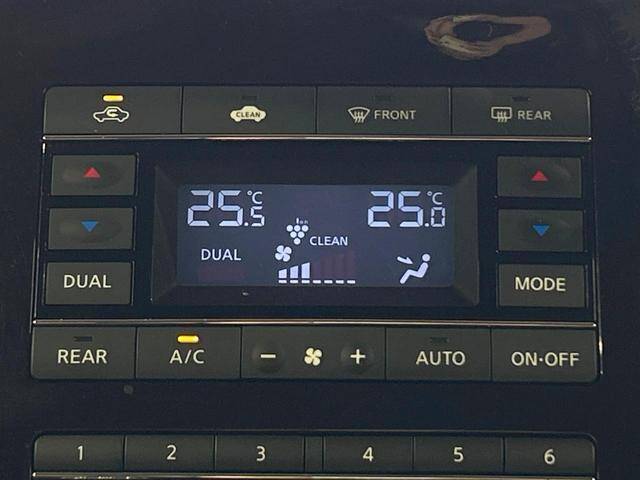 CLEAN
FRONT
REAR
25.5°C
25.0°C
Ion
CLEAN
DUAL
DUAL
MODE
REAR
A/C
− +
AUTO
ON·OFF
1 2 3 4 5 6